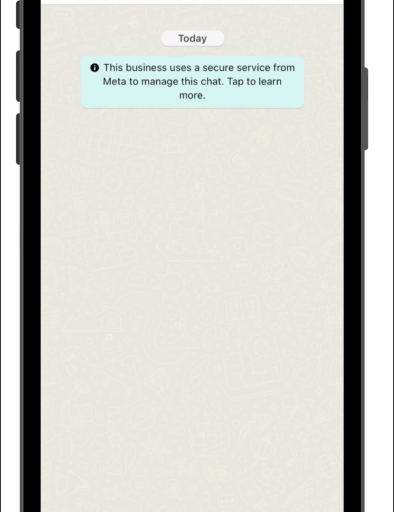 Today
This business uses a secure service from
Meta to manage this chat. Tap to learn
more.